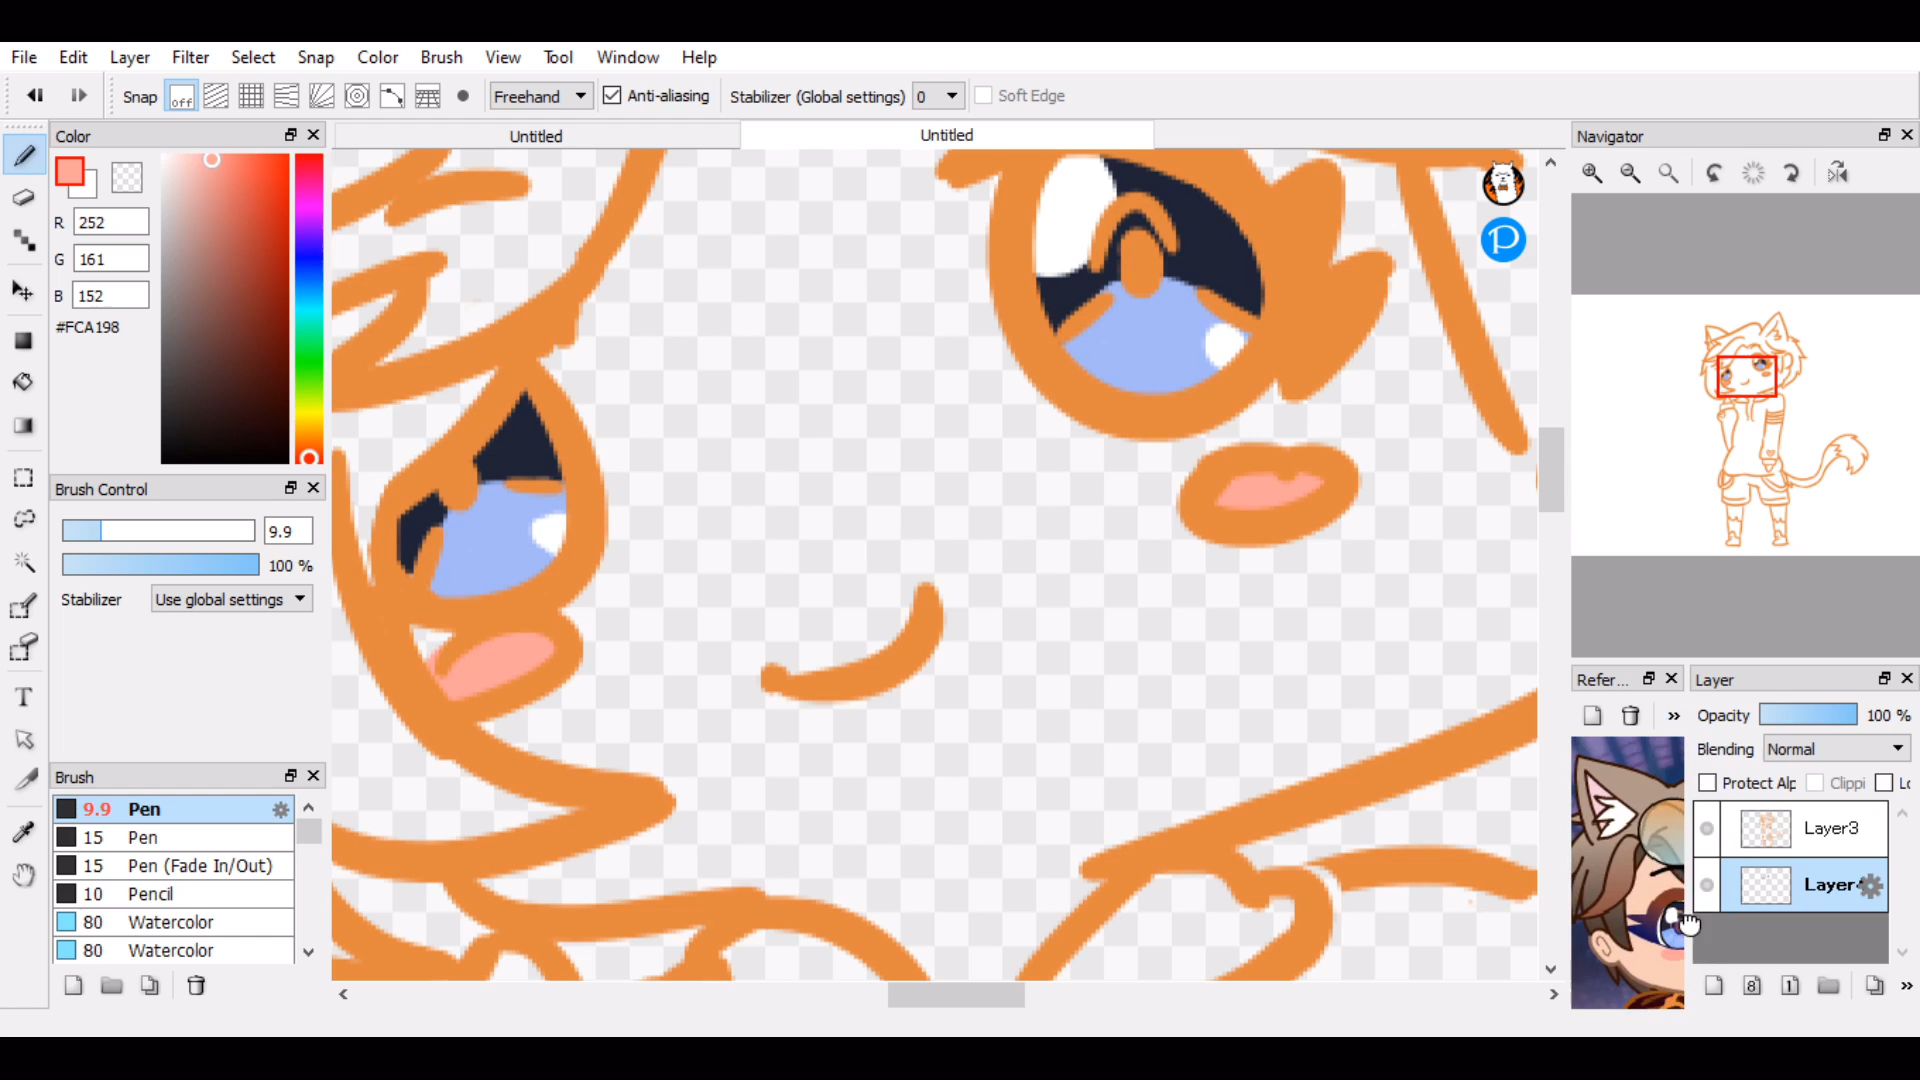 File Edit Layer Filter Select Snap Color Brush View Tool Window Help
Snap off Freehand Anti-aliasing Stabilizer (Global settings) 0 Soft Edge
Color
Untitled
Untitled
Navigator
R 252
G 161
B 152
#FCA198
Brush Control
9.9
100 %
Stabilizer Use global settings
Brush
9.9 Pen
15 Pen
15 Pen (Fade In/Out)
10 Pencil
80 Watercolor
80 Watercolor
T
P
Refer...
Layer
Opacity 100 %
Blending Normal
Protect Alp Clippi Lc
Layer3
Layer
8 1